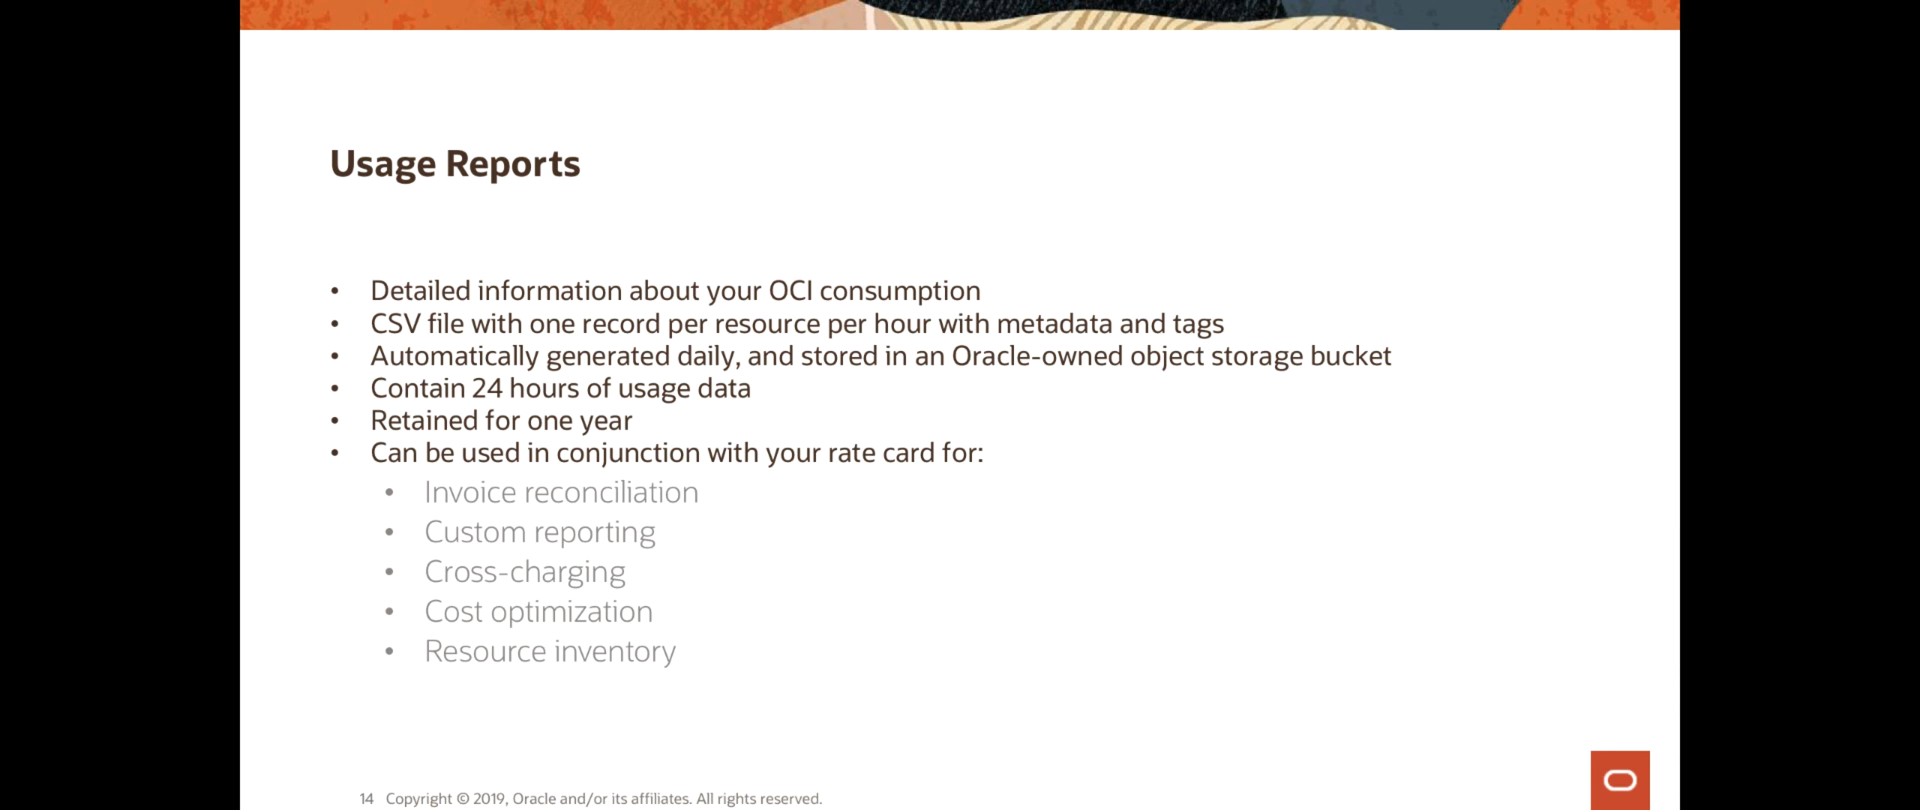 Usage Reports
• Detailed information about your OCI consumption
• CSV file with one record per resource per hour with metadata and tags
• Automatically generated daily, and stored in an Oracle-owned object storage bucket
• Contain 24 hours of usage data
• Retained for one year
• Can be used in conjunction with your rate card for:
• Invoice reconciliation
• Custom reporting
• Cross-charging
• Cost optimization
• Resource inventory
14 Copyright © 2019, Oracle and/or its affiliates. All rights reserved.